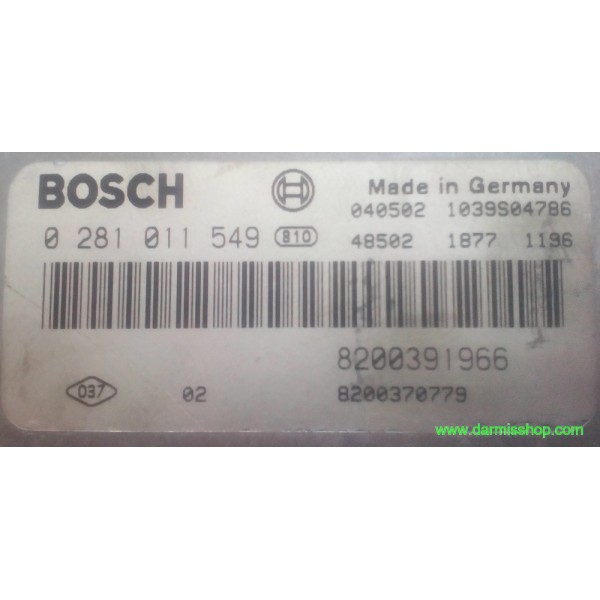 BOSCH
Made in Germany
040502 1039S04786
0 281 011 549 810 48502 1877 1196
8200391966
037 02 8200370779
www.darmisshop.com